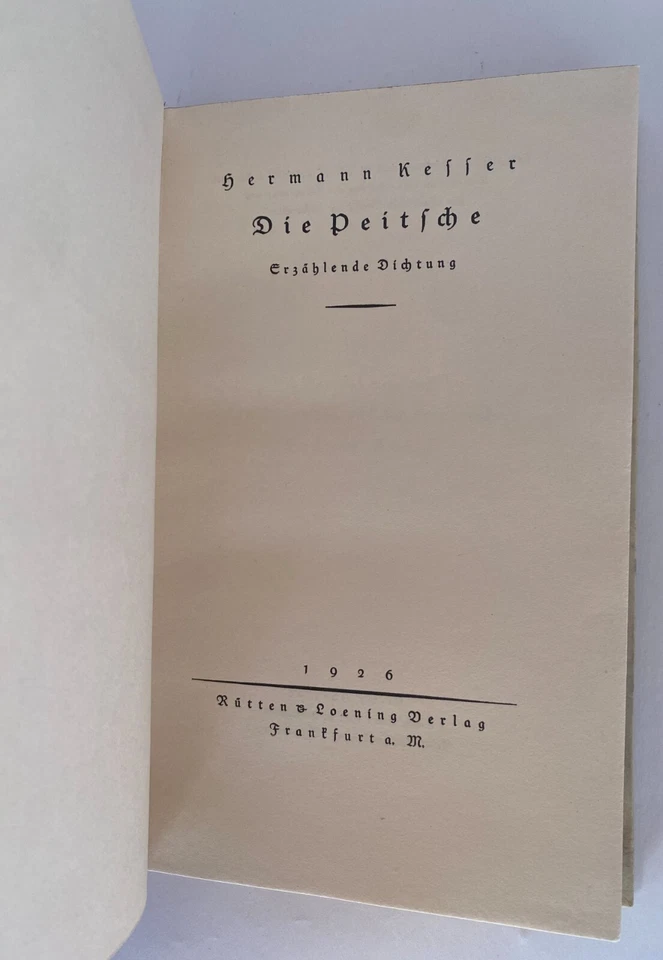 Hermann Keſſer
Die Peitſche
Erzählende Dichtung
1926
Rütten & Loening Verlag
Frankfurt a. M.